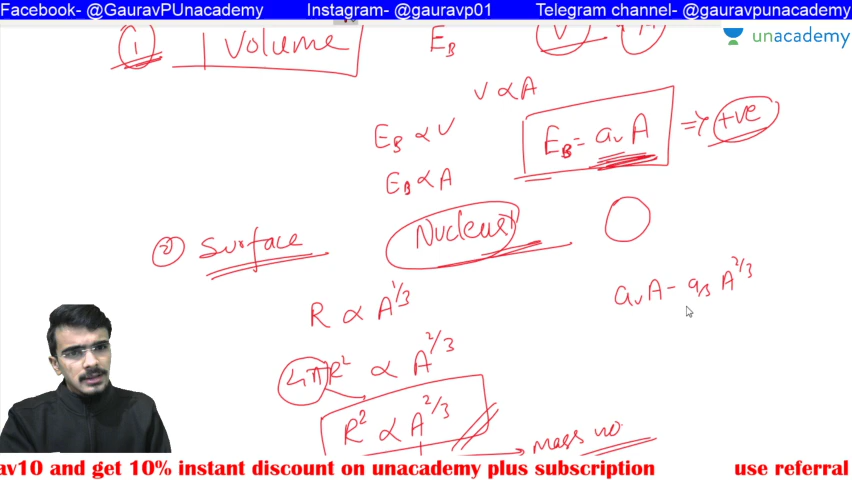 Facebook- @GauravPUnacademy Instagram- @gauravp01 Telegram channel- @gauravpunacademy
unacademy
① Volume E_B V A
V ∝ A
E_B ∝ V E_B = a_v A ⇒ +ve
E_B ∝ A
② Surface Nucleus
a_v A - a_s A^2/3
R ∝ A^1/3
4πR² ∝ A^2/3
R² ∝ A^2/3
→ mass no
av10 and get 10% instant discount on unacademy plus subscription use referral